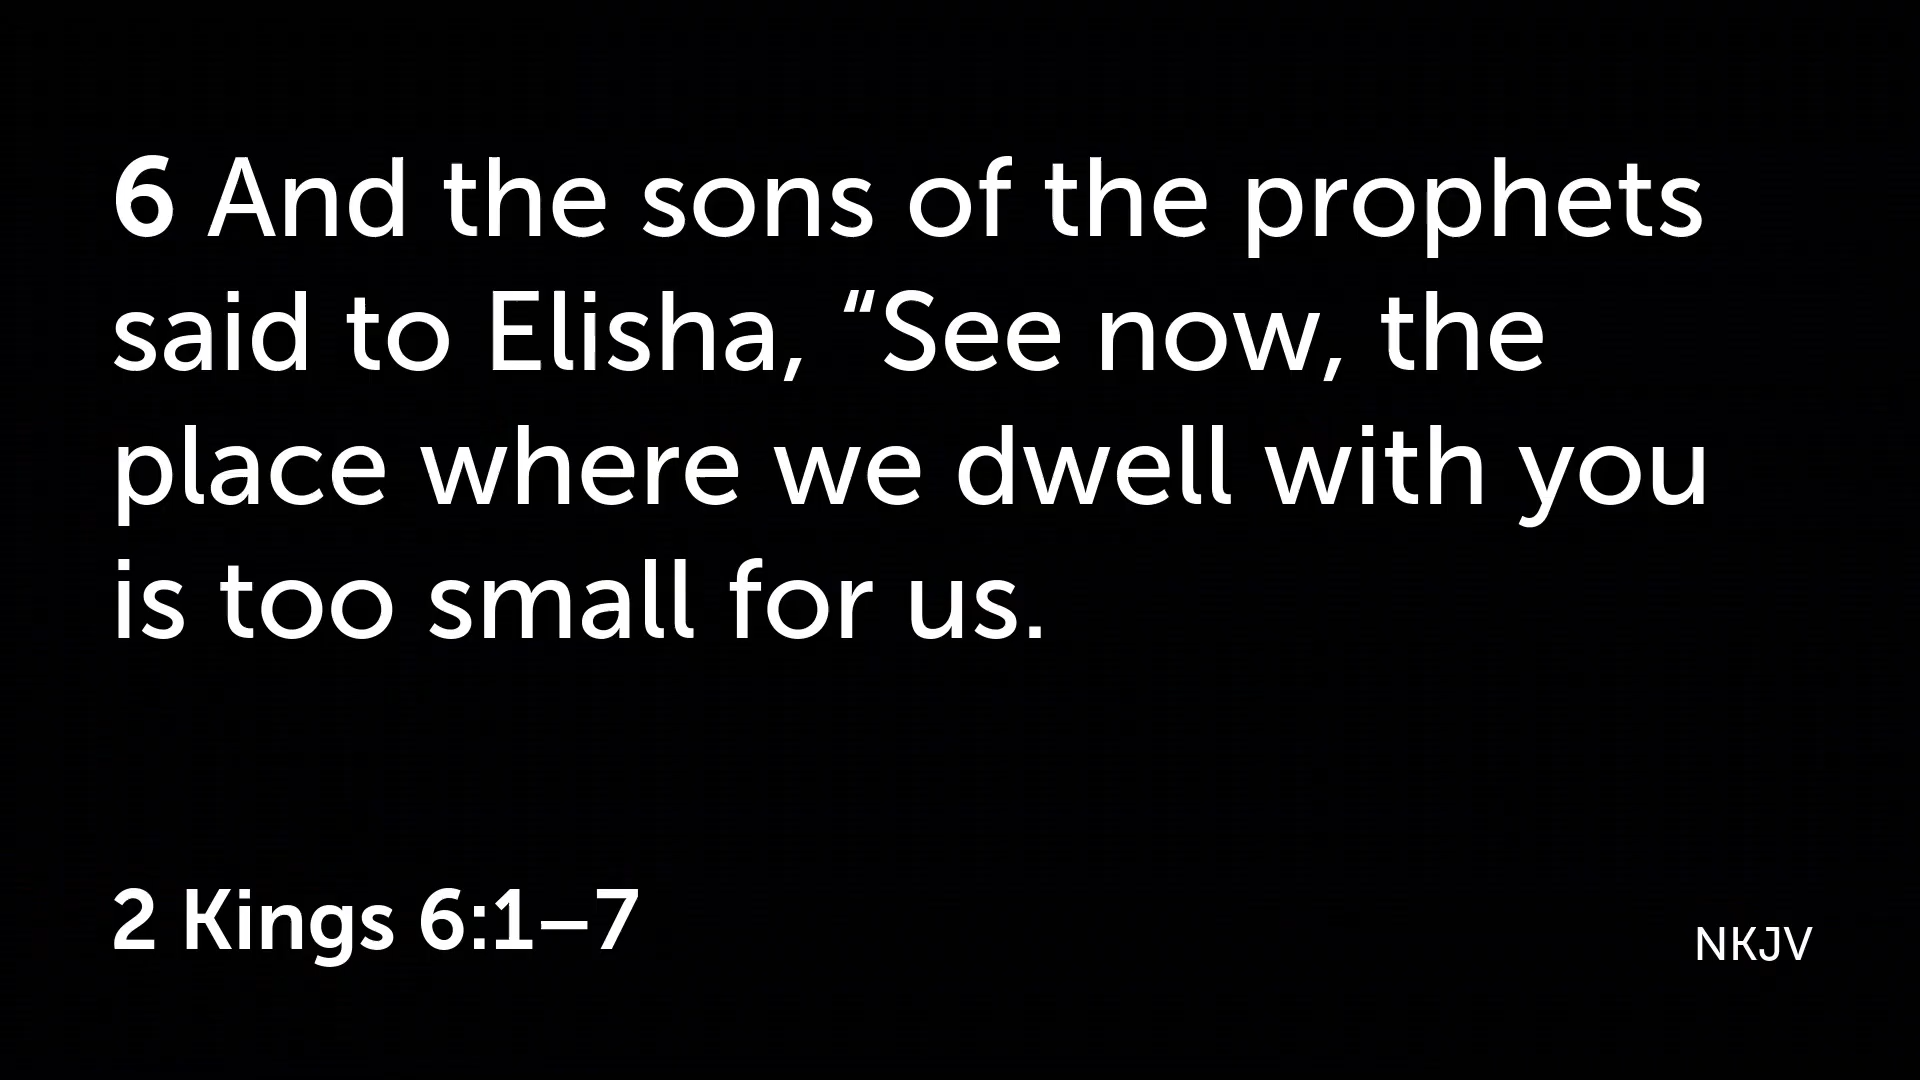 6 And the sons of the prophets
said to Elisha, “See now, the
place where we dwell with you
is too small for us.
2 Kings 6:1–7
NKJV